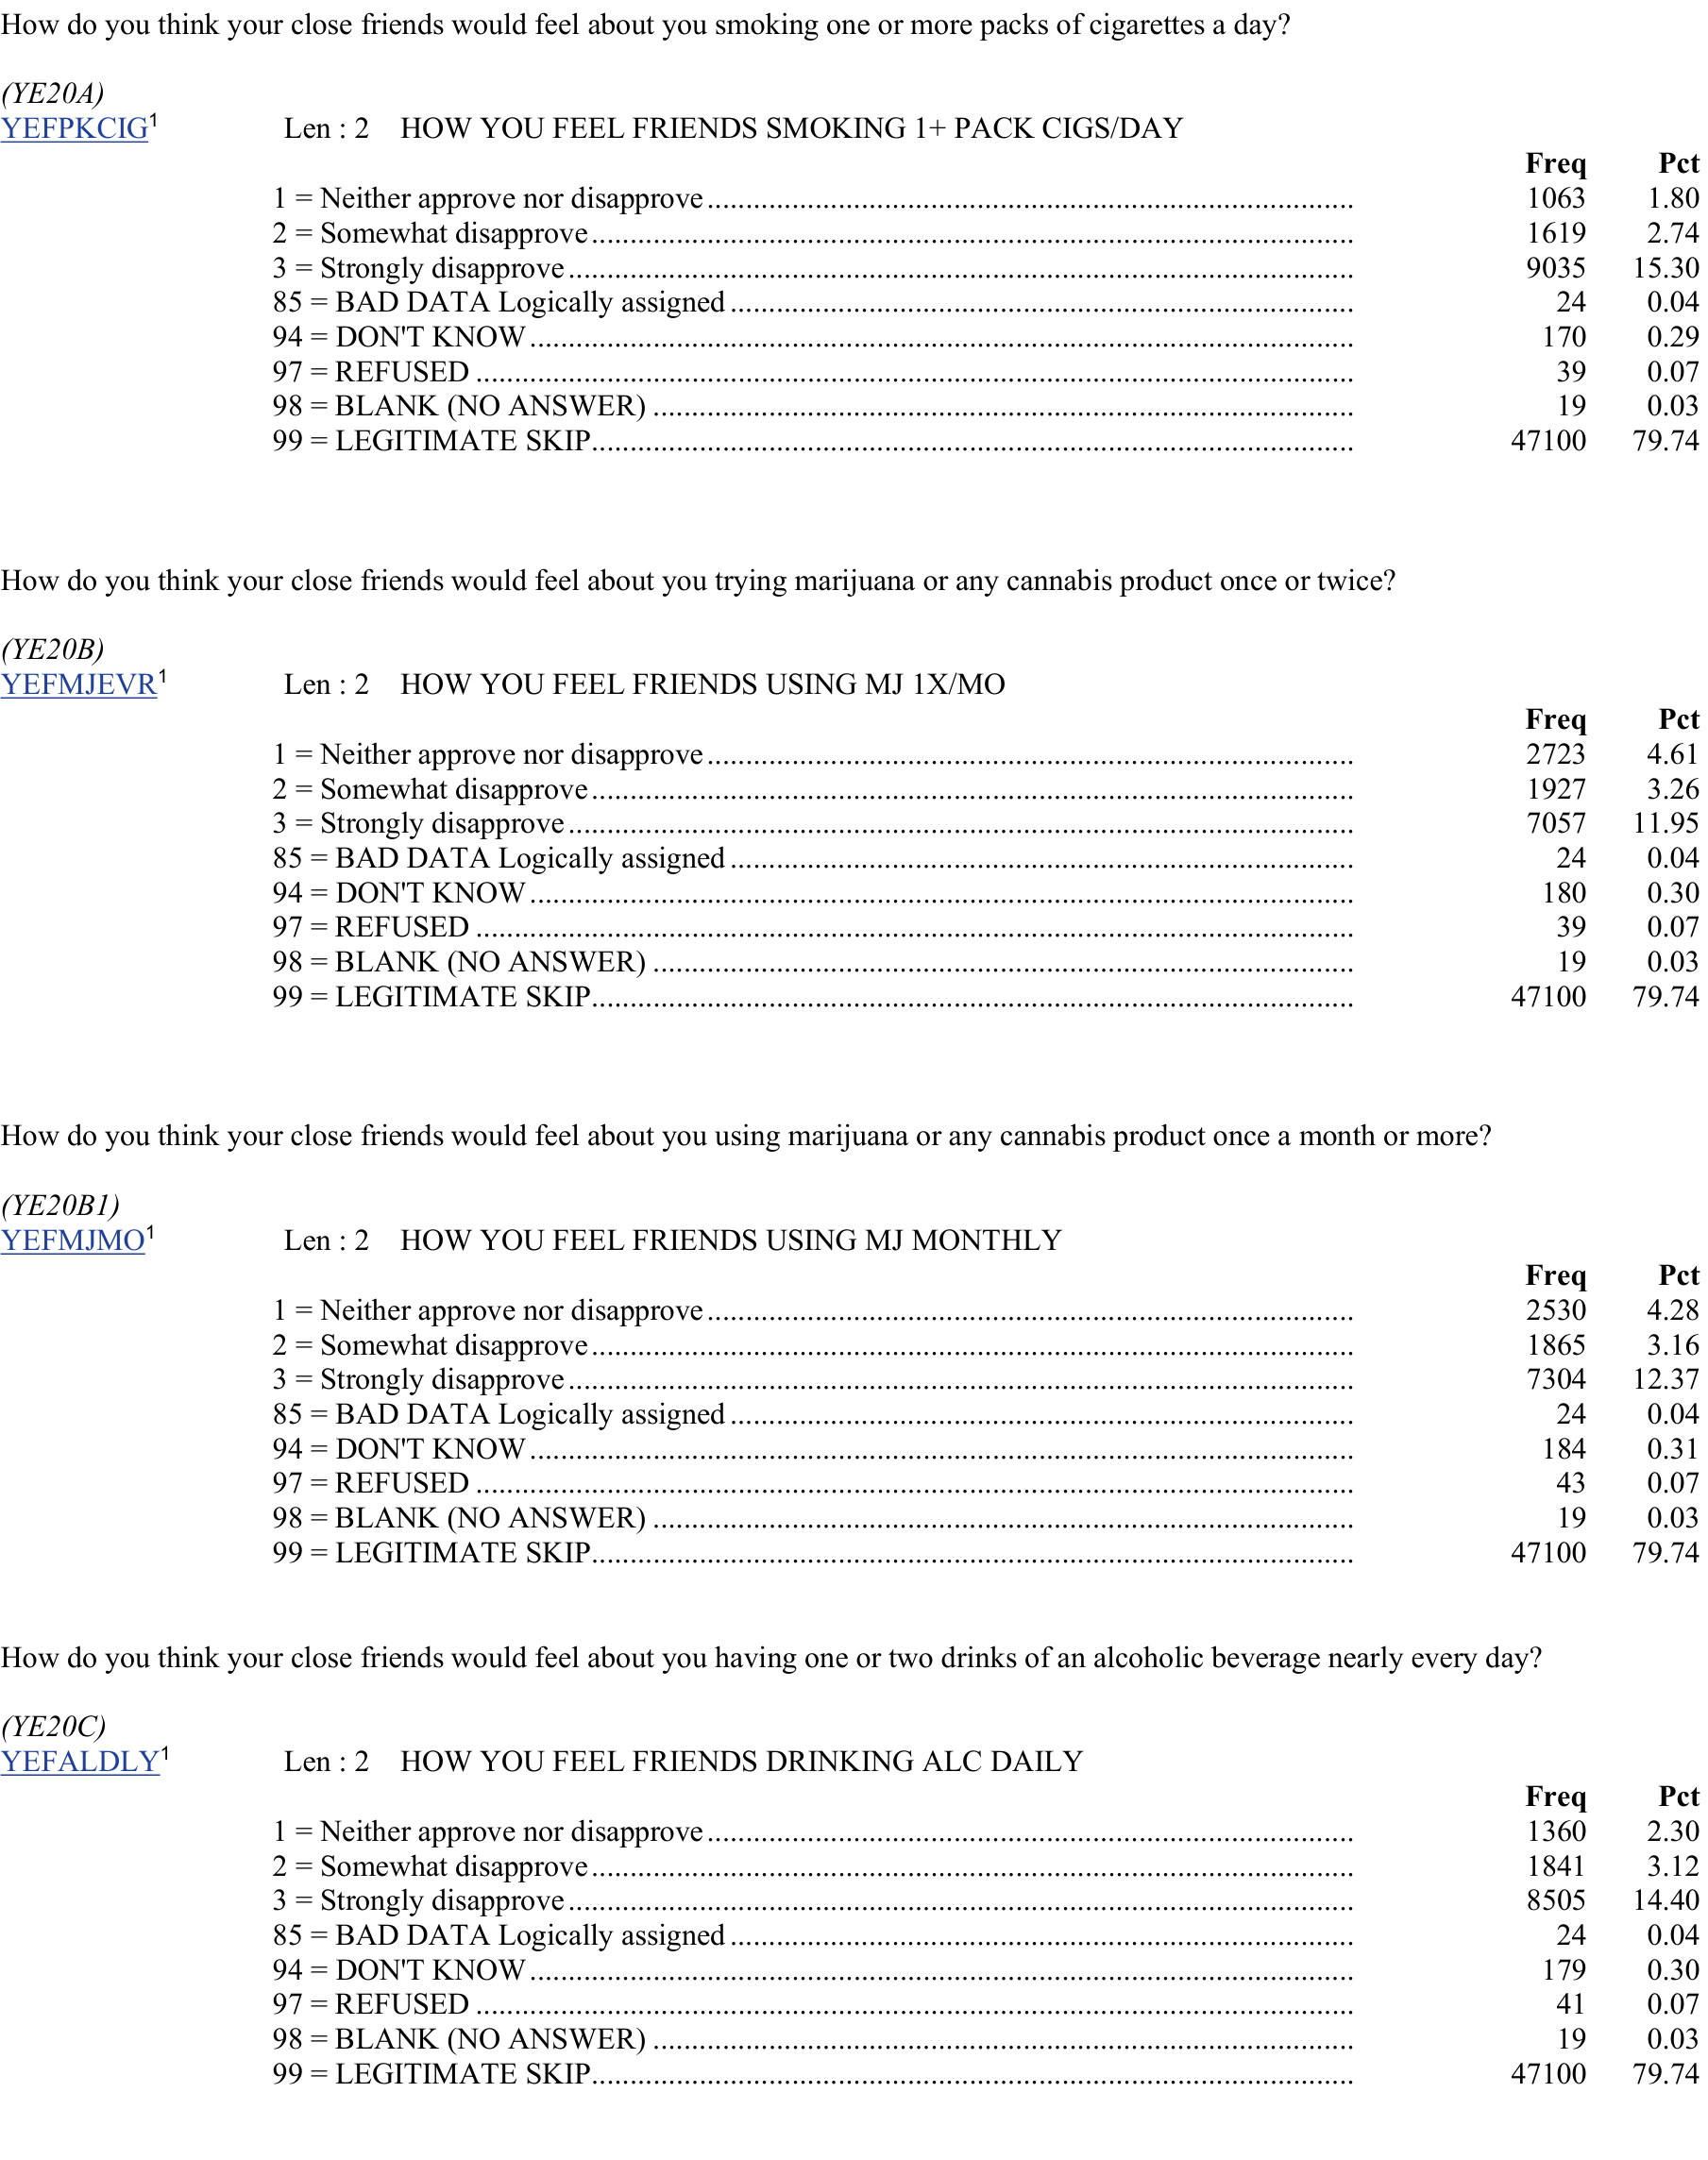 How do you think your close friends would feel about you smoking one or more packs of cigarettes a day?
(YE20A)
YEFPKCIG1 Len : 2 HOW YOU FEEL FRIENDS SMOKING 1+ PACK CIGS/DAY
Freq Pct
1 = Neither approve nor disapprove 1063 1.80
2 = Somewhat disapprove 1619 2.74
3 = Strongly disapprove 9035 15.30
85 = BAD DATA Logically assigned 24 0.04
94 = DON'T KNOW 170 0.29
97 = REFUSED 39 0.07
98 = BLANK (NO ANSWER) 19 0.03
99 = LEGITIMATE SKIP 47100 79.74
How do you think your close friends would feel about you trying marijuana or any cannabis product once or twice?
(YE20B)
YEFMJEVR1 Len : 2 HOW YOU FEEL FRIENDS USING MJ 1X/MO
Freq Pct
1 = Neither approve nor disapprove 2723 4.61
2 = Somewhat disapprove 1927 3.26
3 = Strongly disapprove 7057 11.95
85 = BAD DATA Logically assigned 24 0.04
94 = DON'T KNOW 180 0.30
97 = REFUSED 39 0.07
98 = BLANK (NO ANSWER) 19 0.03
99 = LEGITIMATE SKIP 47100 79.74
How do you think your close friends would feel about you using marijuana or any cannabis product once a month or more?
(YE20B1)
YEFMJMO1 Len : 2 HOW YOU FEEL FRIENDS USING MJ MONTHLY
Freq Pct
1 = Neither approve nor disapprove 2530 4.28
2 = Somewhat disapprove 1865 3.16
3 = Strongly disapprove 7304 12.37
85 = BAD DATA Logically assigned 24 0.04
94 = DON'T KNOW 184 0.31
97 = REFUSED 43 0.07
98 = BLANK (NO ANSWER) 19 0.03
99 = LEGITIMATE SKIP 47100 79.74
How do you think your close friends would feel about you having one or two drinks of an alcoholic beverage nearly every day?
(YE20C)
YEFALDLY1 Len : 2 HOW YOU FEEL FRIENDS DRINKING ALC DAILY
Freq Pct
1 = Neither approve nor disapprove 1360 2.30
2 = Somewhat disapprove 1841 3.12
3 = Strongly disapprove 8505 14.40
85 = BAD DATA Logically assigned 24 0.04
94 = DON'T KNOW 179 0.30
97 = REFUSED 41 0.07
98 = BLANK (NO ANSWER) 19 0.03
99 = LEGITIMATE SKIP 47100 79.74